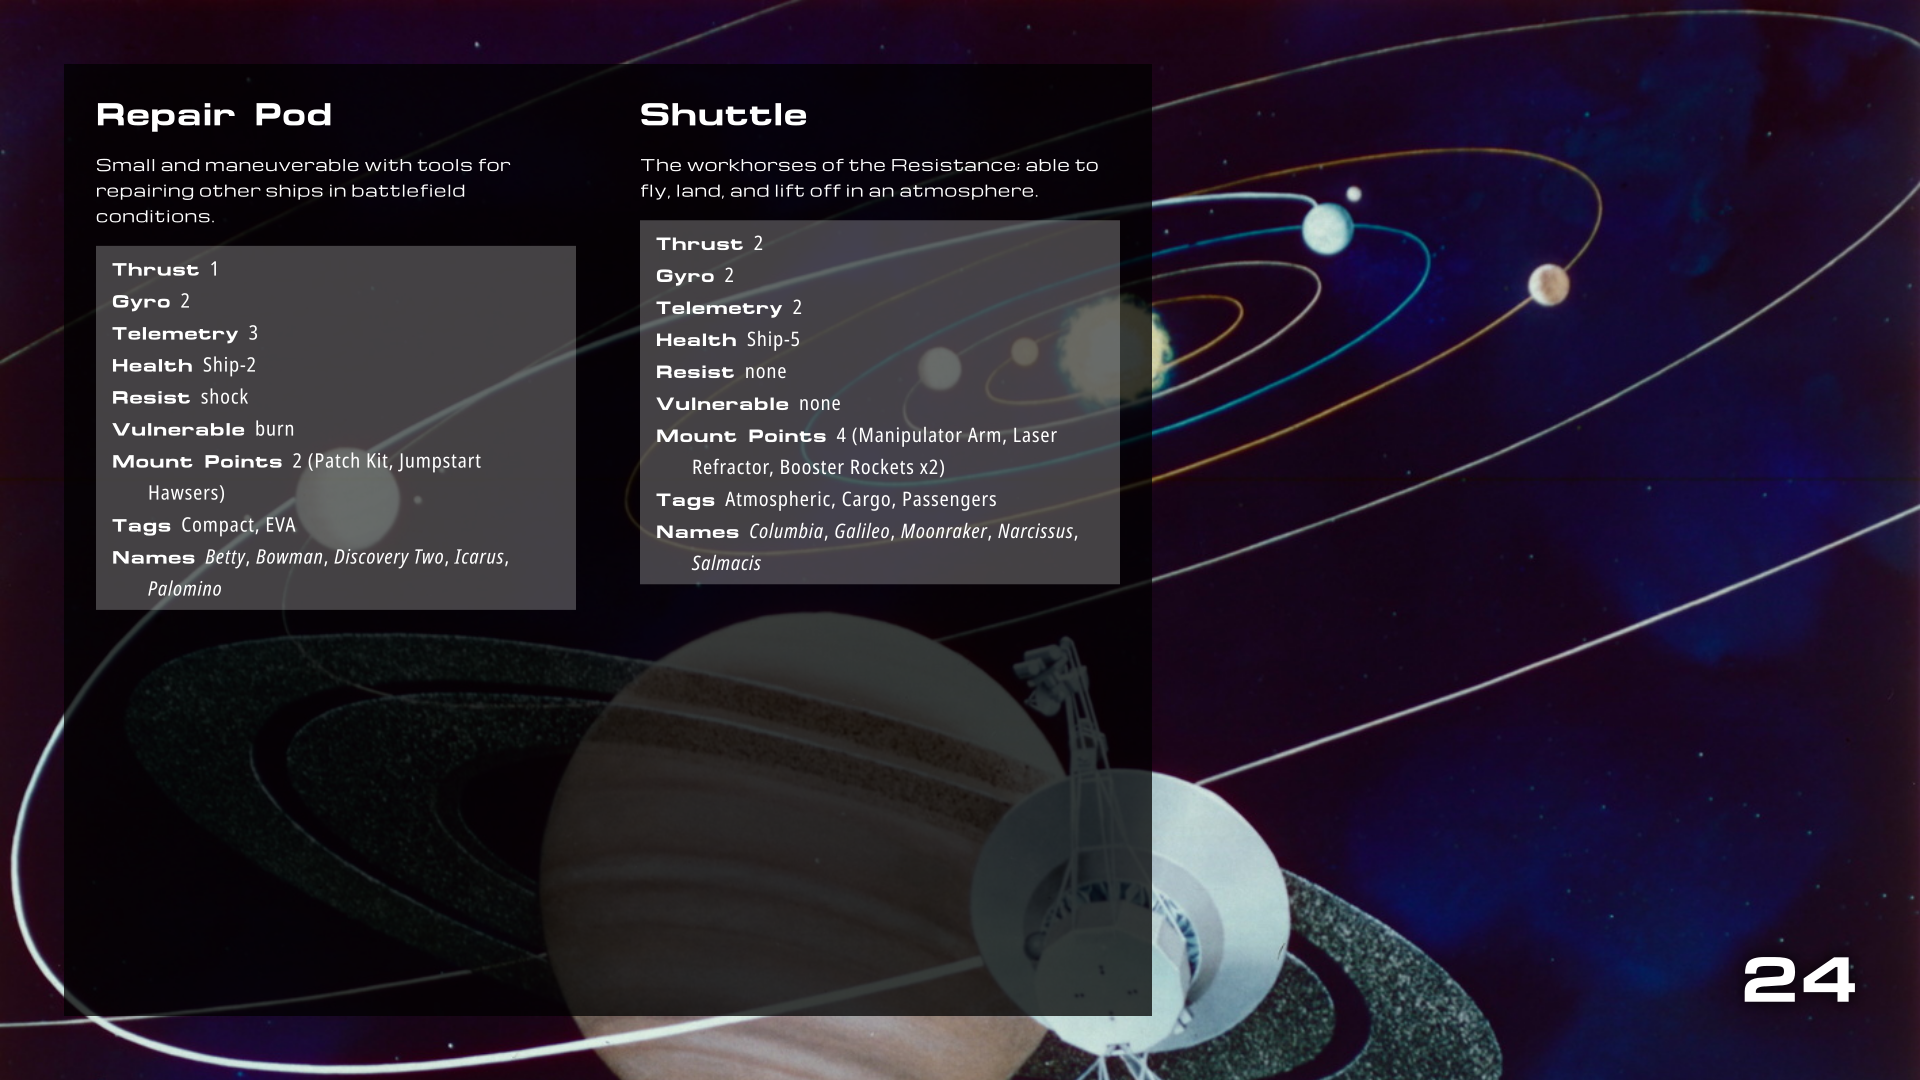 Repair Pod
Small and maneuverable with tools for
repairing other ships in battlefield
conditions.
Thrust 1
Gyro 2
Telemetry 3
Health Ship-2
Resist shock
Vulnerable burn
Mount Points 2 (Patch Kit, Jumpstart
Hawsers)
Tags Compact, EVA
Names Betty, Bowman, Discovery Two, Icarus,
Palomino
Shuttle
The workhorses of the Resistance; able to
fly, land, and lift off in an atmosphere.
Thrust 2
Gyro 2
Telemetry 2
Health Ship-5
Resist none
Vulnerable none
Mount Points 4 (Manipulator Arm, Laser
Refractor, Booster Rockets x2)
Tags Atmospheric, Cargo, Passengers
Names Columbia, Galileo, Moonraker, Narcissus,
Salmacis
24